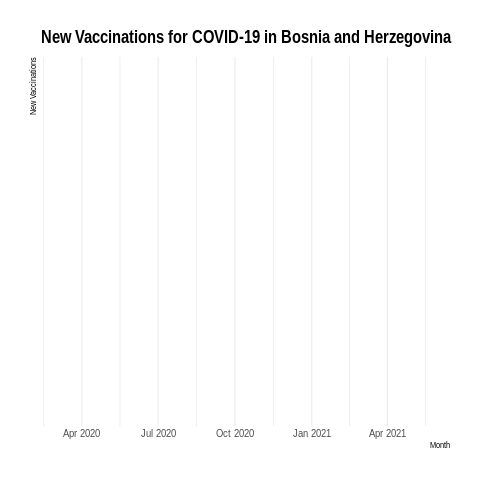 New Vaccinations for COVID-19 in Bosnia and Herzegovina
New Vaccinations
Apr 2020 Jul 2020 Oct 2020 Jan 2021 Apr 2021
Month